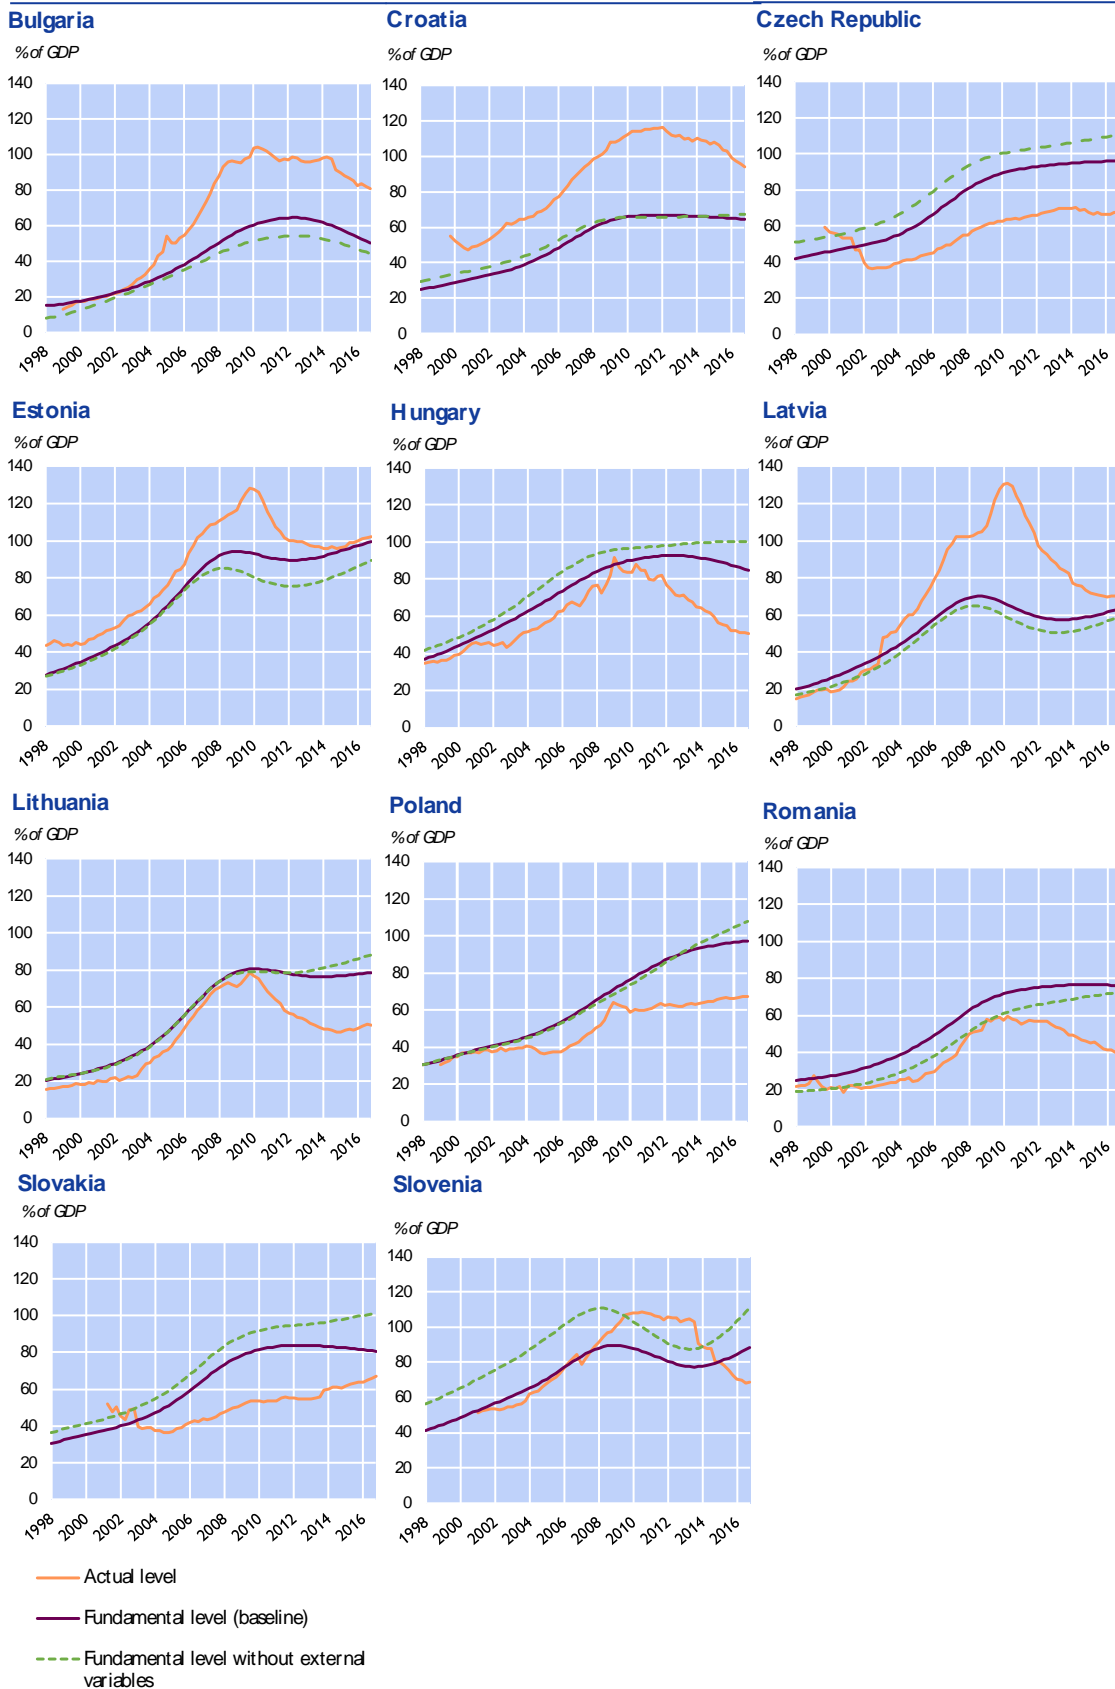 Bulgaria
% of GDP
140
120
100
80
60
40
20
0
1998 2000 2002 2004 2006 2008 2010 2012 2014 2016
Croatia
% of GDP
140
120
100
80
60
40
20
0
1998 2000 2002 2004 2006 2008 2010 2012 2014 2016
Czech Republic
% of GDP
140
120
100
80
60
40
20
0
1998 2000 2002 2004 2006 2008 2010 2012 2014 2016
Estonia
% of GDP
140
120
100
80
60
40
20
0
1998 2000 2002 2004 2006 2008 2010 2012 2014 2016
Hungary
% of GDP
140
120
100
80
60
40
20
0
1998 2000 2002 2004 2006 2008 2010 2012 2014 2016
Latvia
% of GDP
140
120
100
80
60
40
20
0
1998 2000 2002 2004 2006 2008 2010 2012 2014 2016
Lithuania
% of GDP
140
120
100
80
60
40
20
0
1998 2000 2002 2004 2006 2008 2010 2012 2014 2016
Poland
% of GDP
140
120
100
80
60
40
20
0
1998 2000 2002 2004 2006 2008 2010 2012 2014 2016
Romania
% of GDP
140
120
100
80
60
40
20
0
1998 2000 2002 2004 2006 2008 2010 2012 2014 2016
Slovakia
% of GDP
140
120
100
80
60
40
20
0
1998 2000 2002 2004 2006 2008 2010 2012 2014 2016
Slovenia
% of GDP
140
120
100
80
60
40
20
0
1998 2000 2002 2004 2006 2008 2010 2012 2014 2016
Actual level
Fundamental level (baseline)
Fundamental level without external
variables